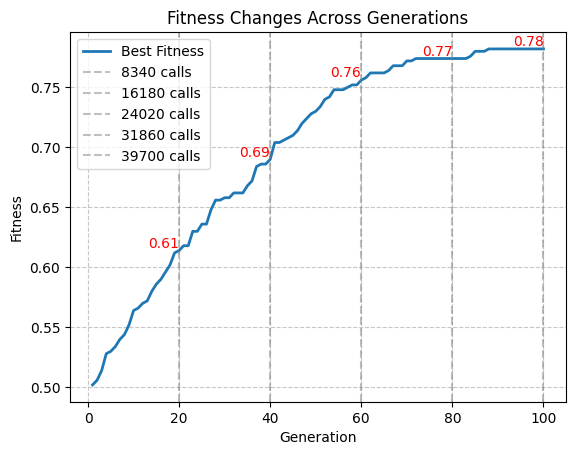 Fitness Changes Across Generations
Best Fitness
8340 calls
16180 calls
24020 calls
31860 calls
39700 calls
0.61
0.69
0.76
0.77
0.78
Fitness
0.75
0.70
0.65
0.60
0.55
0.50
0
20
40
60
80
100
Generation